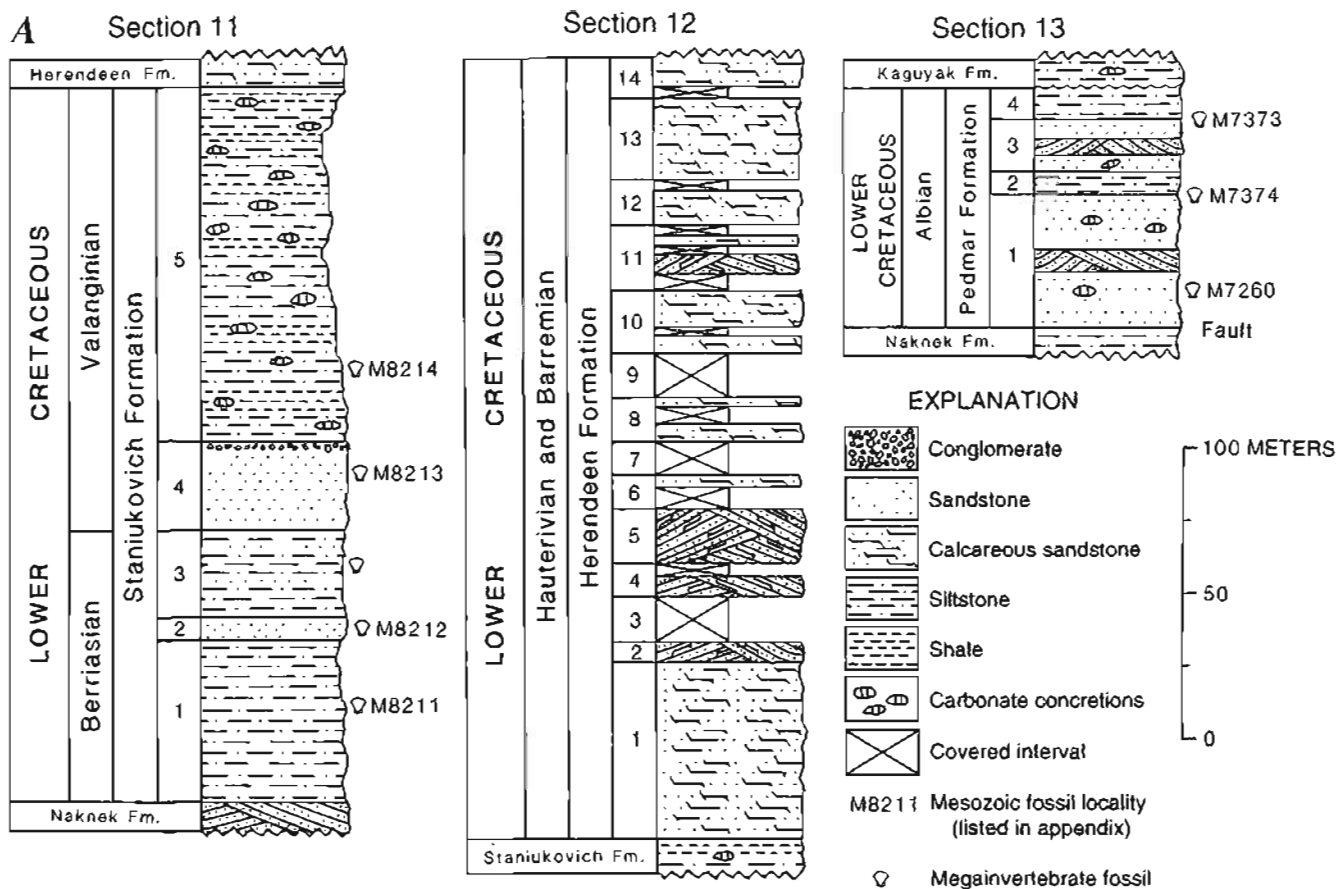 A
Section 11
Herendeen Fm.
LOWER CRETACEOUS
Valanginian
Berriasian
Staniukovich Formation
5
4
3
2
1
M8214
M8213
M8212
M8211
Naknek Fm.
Section 12
LOWER CRETACEOUS
Hauterivian and Barremian
Herendeen Formation
14
13
12
11
10
9
8
7
6
5
4
3
2
1
Staniukovich Fm.
Section 13
Kaguyak Fm.
LOWER CRETACEOUS
Albian
Pedmar Formation
4
3
2
1
M7373
M7374
M7260
Fault
Naknek Fm.
EXPLANATION
Conglomerate
Sandstone
Calcareous sandstone
Siltstone
Shale
Carbonate concretions
Covered interval
M8211 Mesozoic fossil locality
(listed in appendix)
Megainvertebrate fossil
100 METERS
50
0